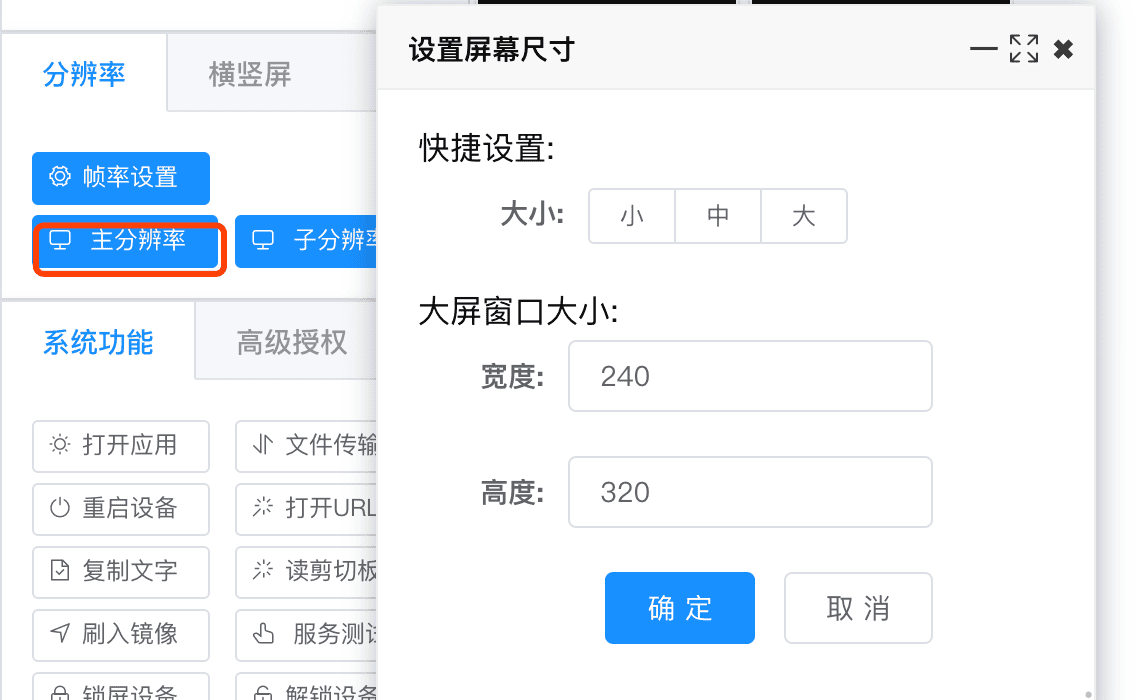 分辨率
横竖屏
帧率设置
主分辨率
子分辨率
系统功能
高级授权
打开应用
文件传输
重启设备
打开URL
复制文字
读剪切板
刷入镜像
服务测试
锁屏设备
解锁设备
设置屏幕尺寸
快捷设置:
大小: 小 中 大
大屏窗口大小:
宽度: 240
高度: 320
确 定
取 消